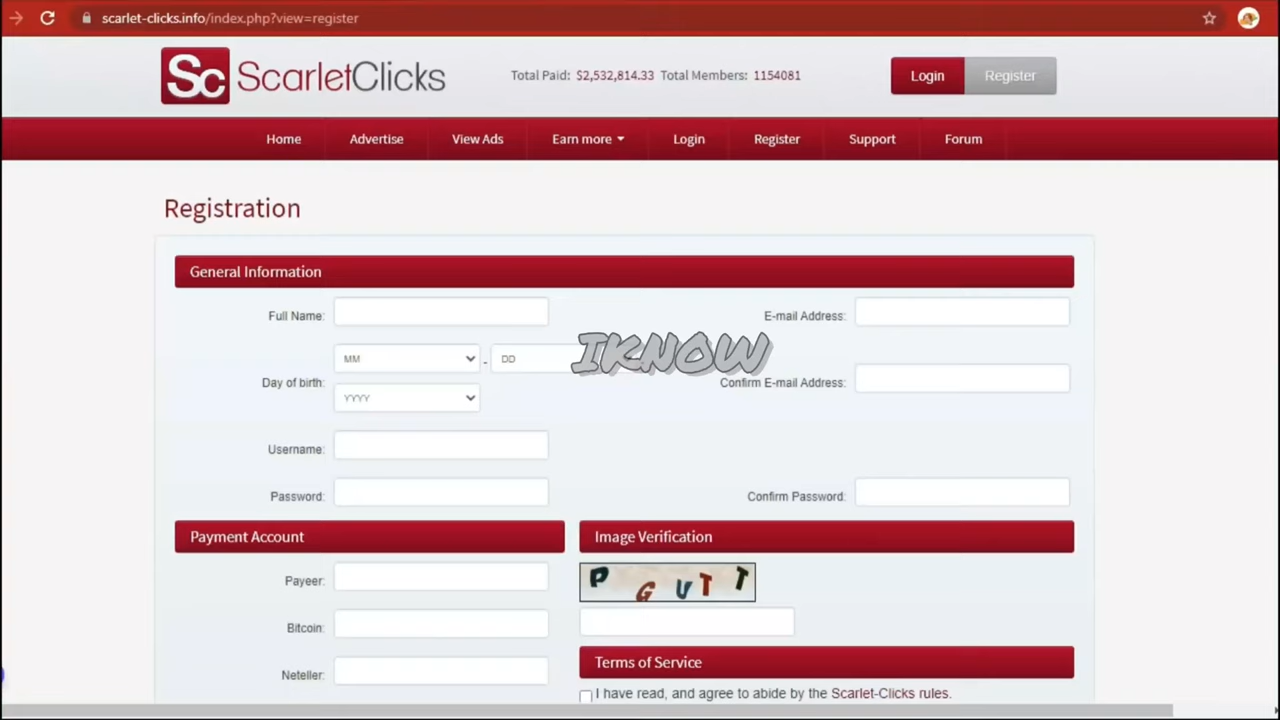 scarlet-clicks.info/index.php?view=register
Sc ScarletClicks
Total Paid: $2,532,814.33 Total Members: 1154081
Login Register
Home Advertise View Ads Earn more Login Register Support Forum
Registration
General Information
Full Name: E-mail Address:
MM - DD
IKNOW
Day of birth: Confirm E-mail Address:
YYYY
Username:
Password: Confirm Password:
Payment Account Image Verification
Payeer: P G U T T
Bitcoin:
Terms of Service
Neteller:
I have read, and agree to abide by the Scarlet-Clicks rules.